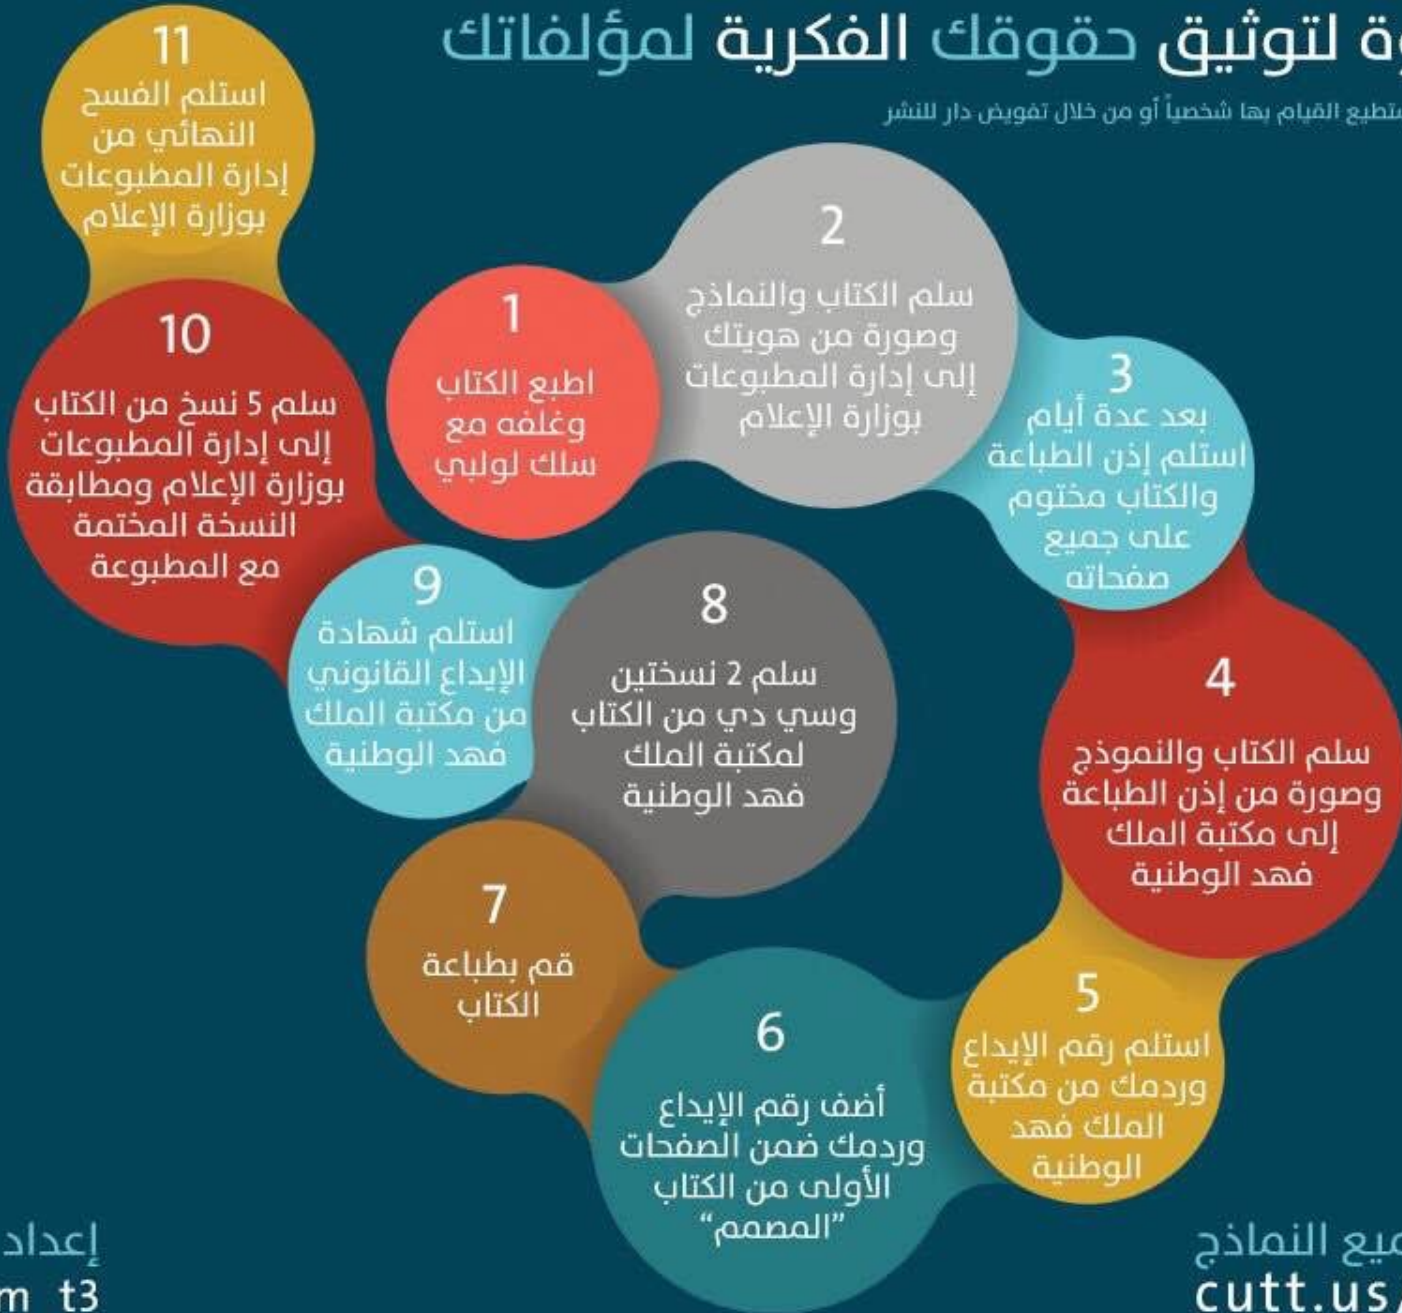 لتوثيق حقوقك الفكرية لمؤلفاتك
القيام بها شخصياً أو من خلال تفويض دار للنشر
1
اطبع الكتاب
وغلفه مع
سلك لولبي
2
سلم الكتاب والنماذج
وصورة من هويتك
إلى إدارة المطبوعات
بوزارة الإعلام
3
بعد عدة أيام
استلم إذن الطباعة
والكتاب مختوم
على جميع
صفحاته
4
سلم الكتاب والنموذج
وصورة من إذن الطباعة
إلى مكتبة الملك
فهد الوطنية
5
استلم رقم الإيداع
وردمك من مكتبة
الملك فهد
الوطنية
6
أضف رقم الإيداع
وردمك ضمن الصفحات
الأولى من الكتاب
"المصمم"
7
قم بطباعة
الكتاب
8
سلم 2 نسختين
وسي دي من الكتاب
لمكتبة الملك
فهد الوطنية
9
استلم شهادة
الإيداع القانوني
من مكتبة الملك
فهد الوطنية
10
سلم 5 نسخ من الكتاب
إلى إدارة المطبوعات
بوزارة الإعلام ومطابقة
النسخة المختمة
مع المطبوعة
11
استلم الفسح
النهائي من
إدارة المطبوعات
بوزارة الإعلام
النماذج
cutt.us
إعداد
t3